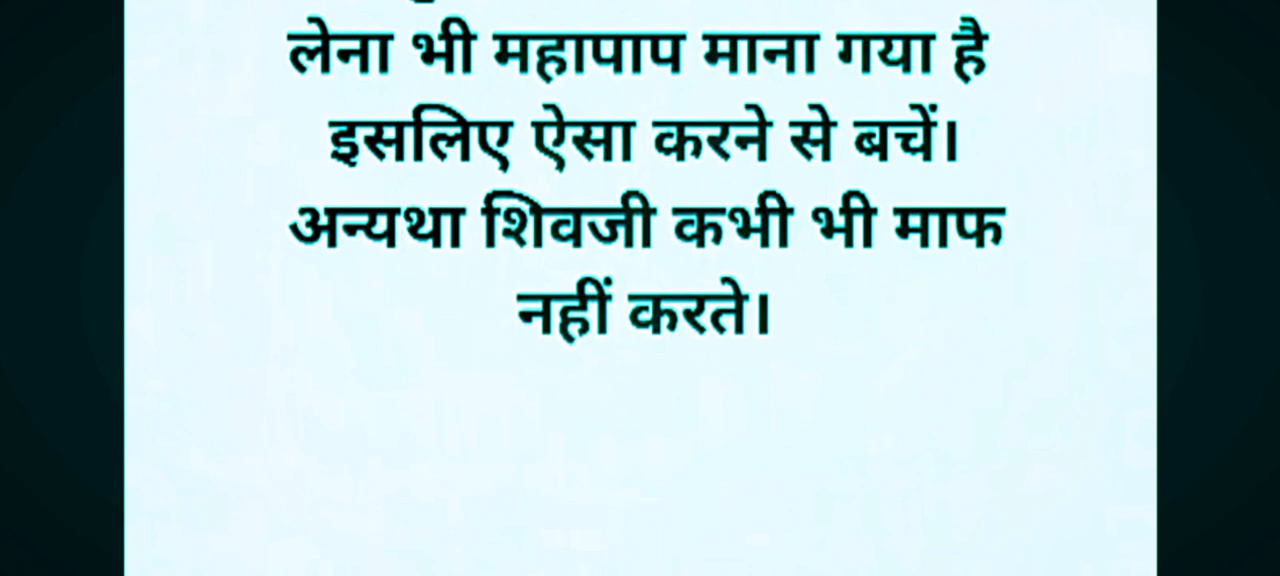 लेना भी महापाप माना गया है
इसलिए ऐसा करने से बचें।
अन्यथा शिवजी कभी भी माफ
नहीं करते।